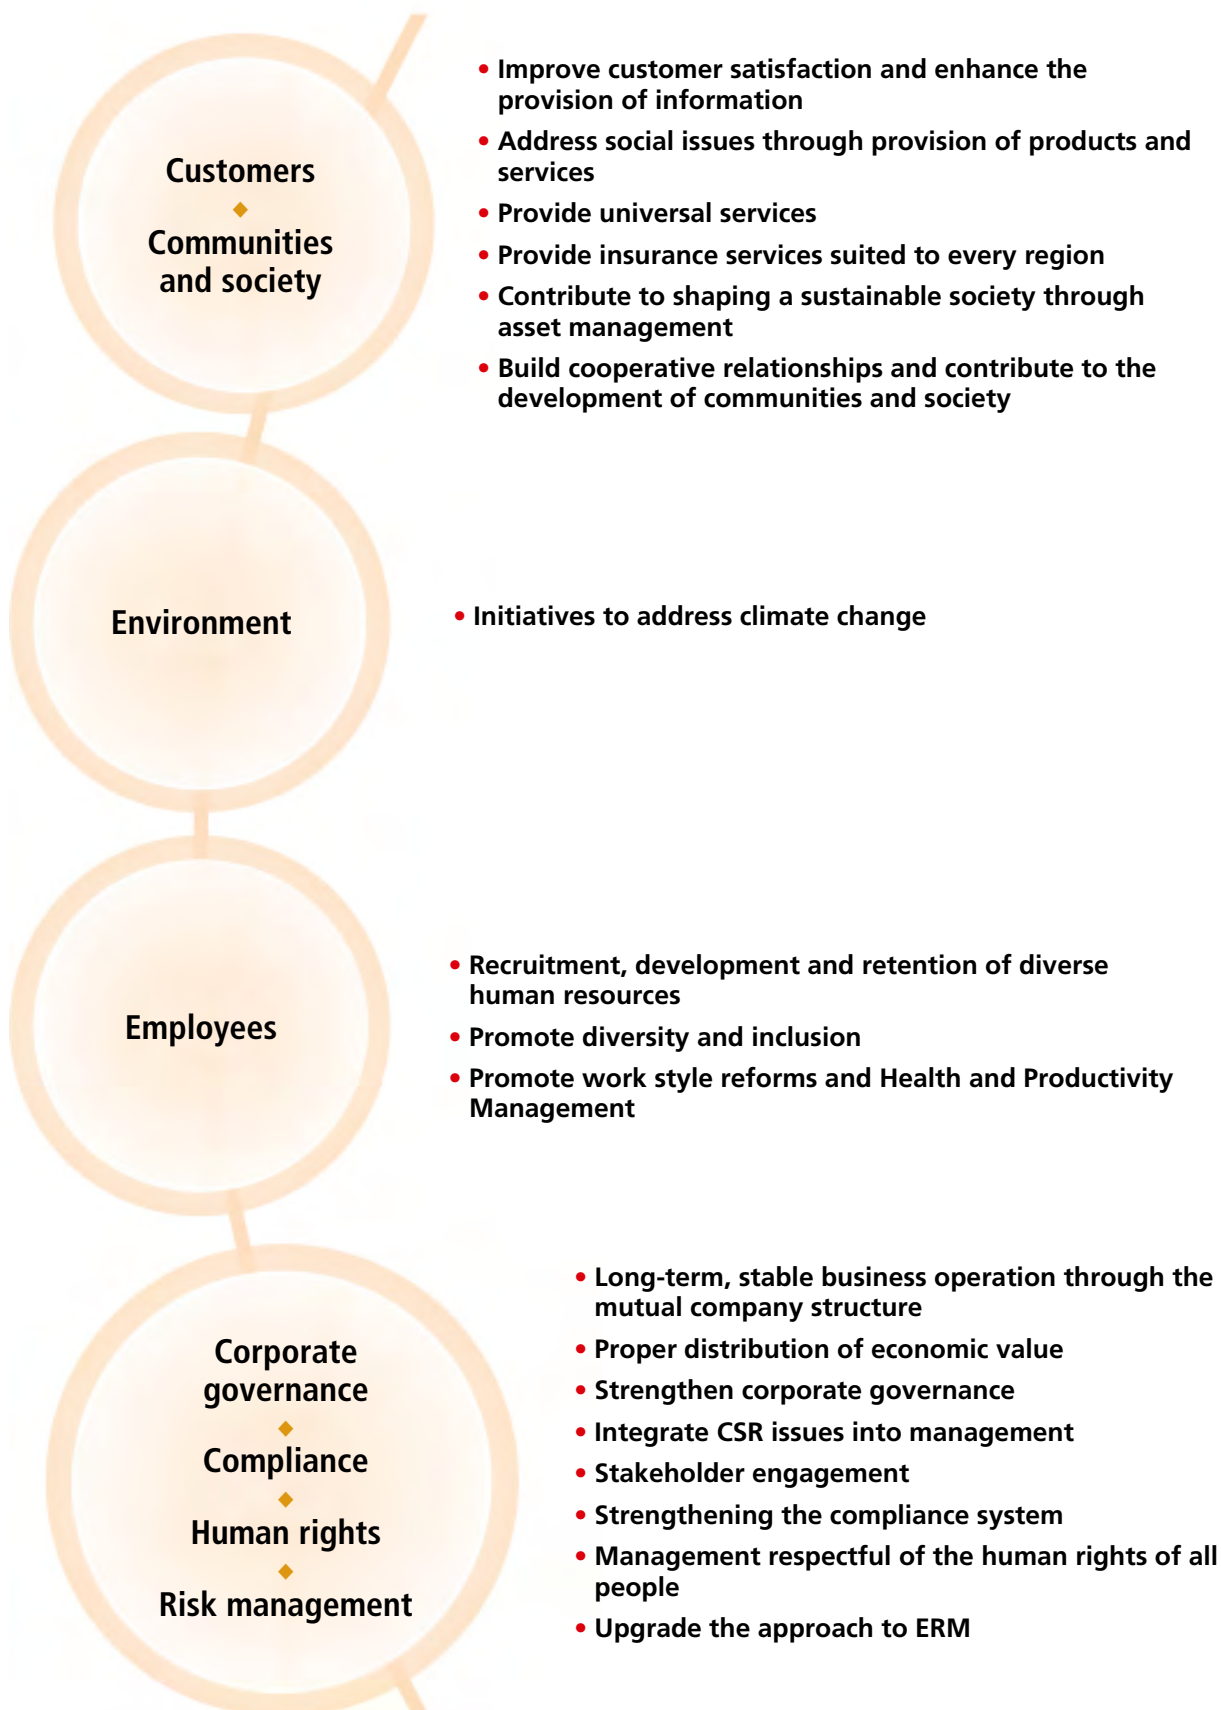 Customers
◆
Communities
and society
• Improve customer satisfaction and enhance the
provision of information
• Address social issues through provision of products and
services
• Provide universal services
• Provide insurance services suited to every region
• Contribute to shaping a sustainable society through
asset management
• Build cooperative relationships and contribute to the
development of communities and society
Environment
• Initiatives to address climate change
Employees
• Recruitment, development and retention of diverse
human resources
• Promote diversity and inclusion
• Promote work style reforms and Health and Productivity
Management
Corporate
governance
◆
Compliance
◆
Human rights
◆
Risk management
• Long-term, stable business operation through the
mutual company structure
• Proper distribution of economic value
• Strengthen corporate governance
• Integrate CSR issues into management
• Stakeholder engagement
• Strengthening the compliance system
• Management respectful of the human rights of all
people
• Upgrade the approach to ERM